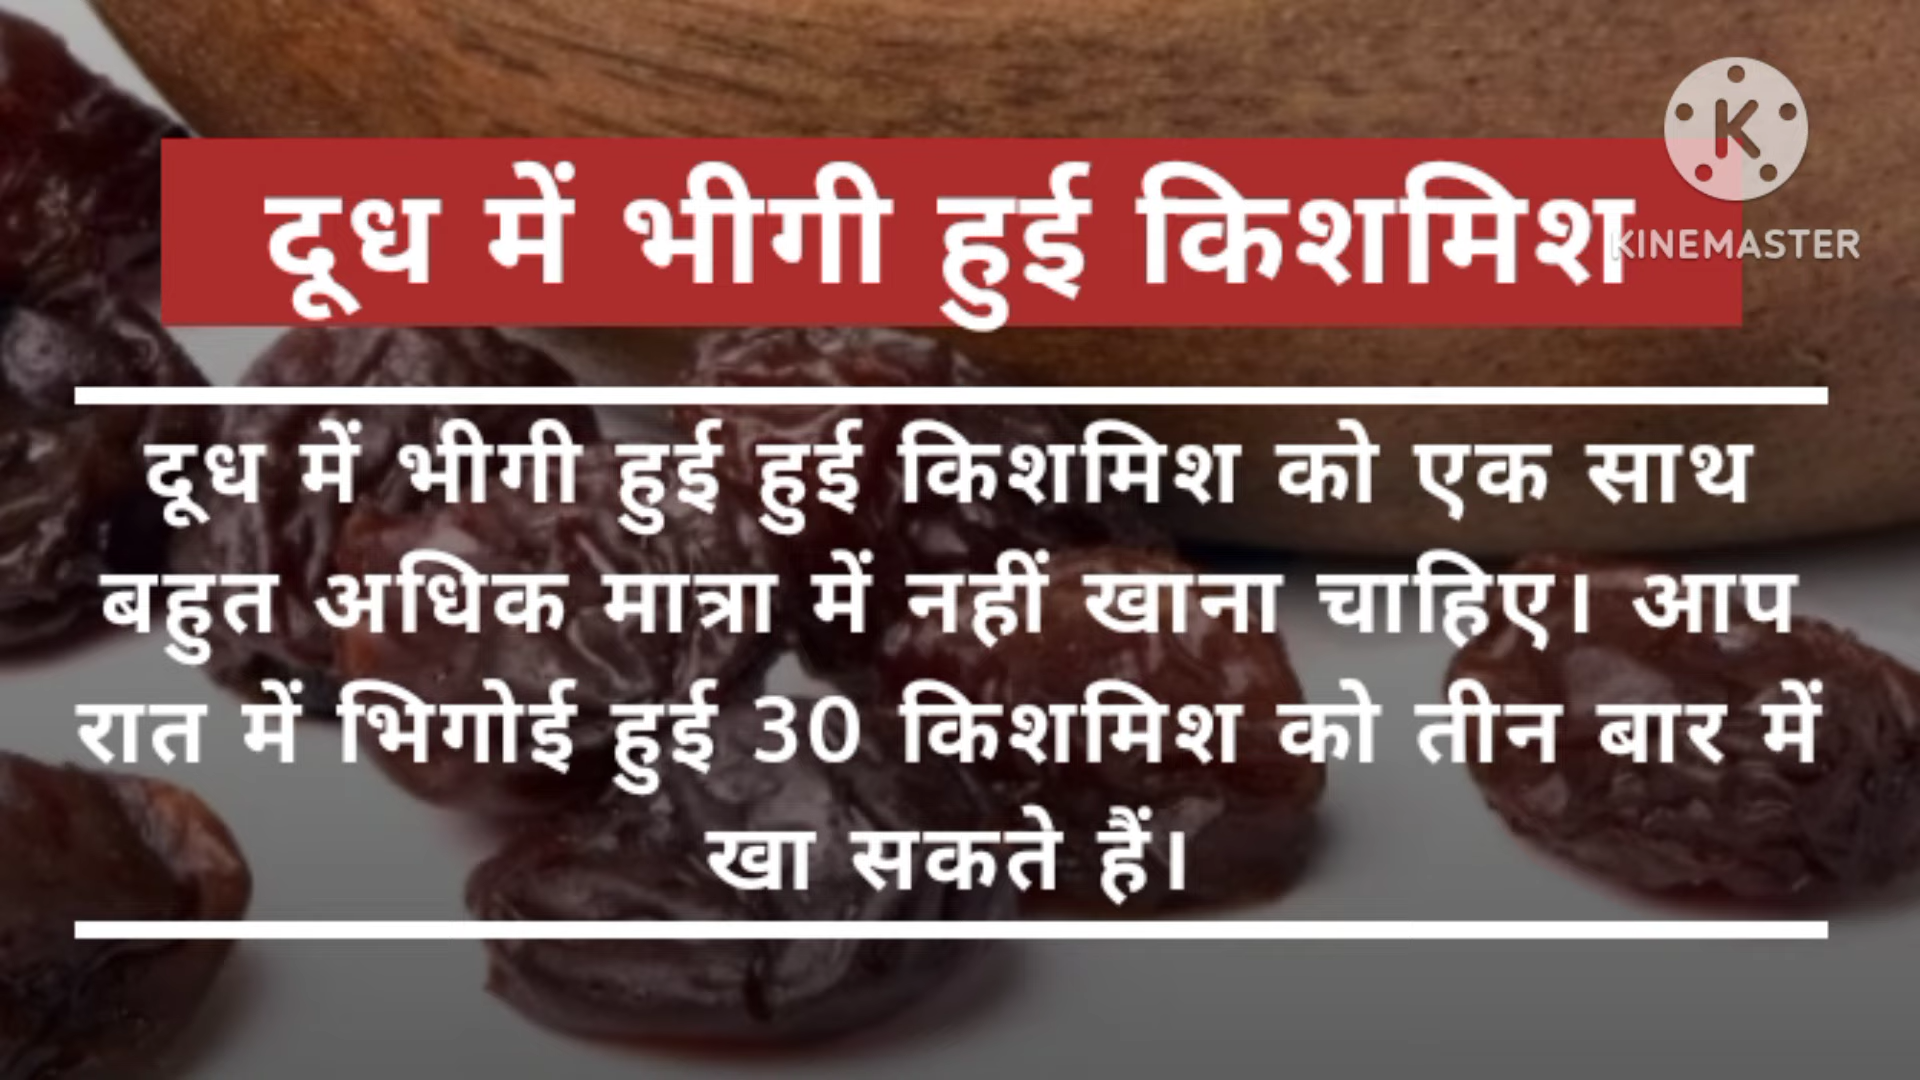 दूध में भीगी हुई किशमिश
KINEMASTER
दूध में भीगी हुई हुई किशमिश को एक साथ
बहुत अधिक मात्रा में नहीं खाना चाहिए। आप
रात में भिगोई हुई 30 किशमिश को तीन बार में
खा सकते हैं।